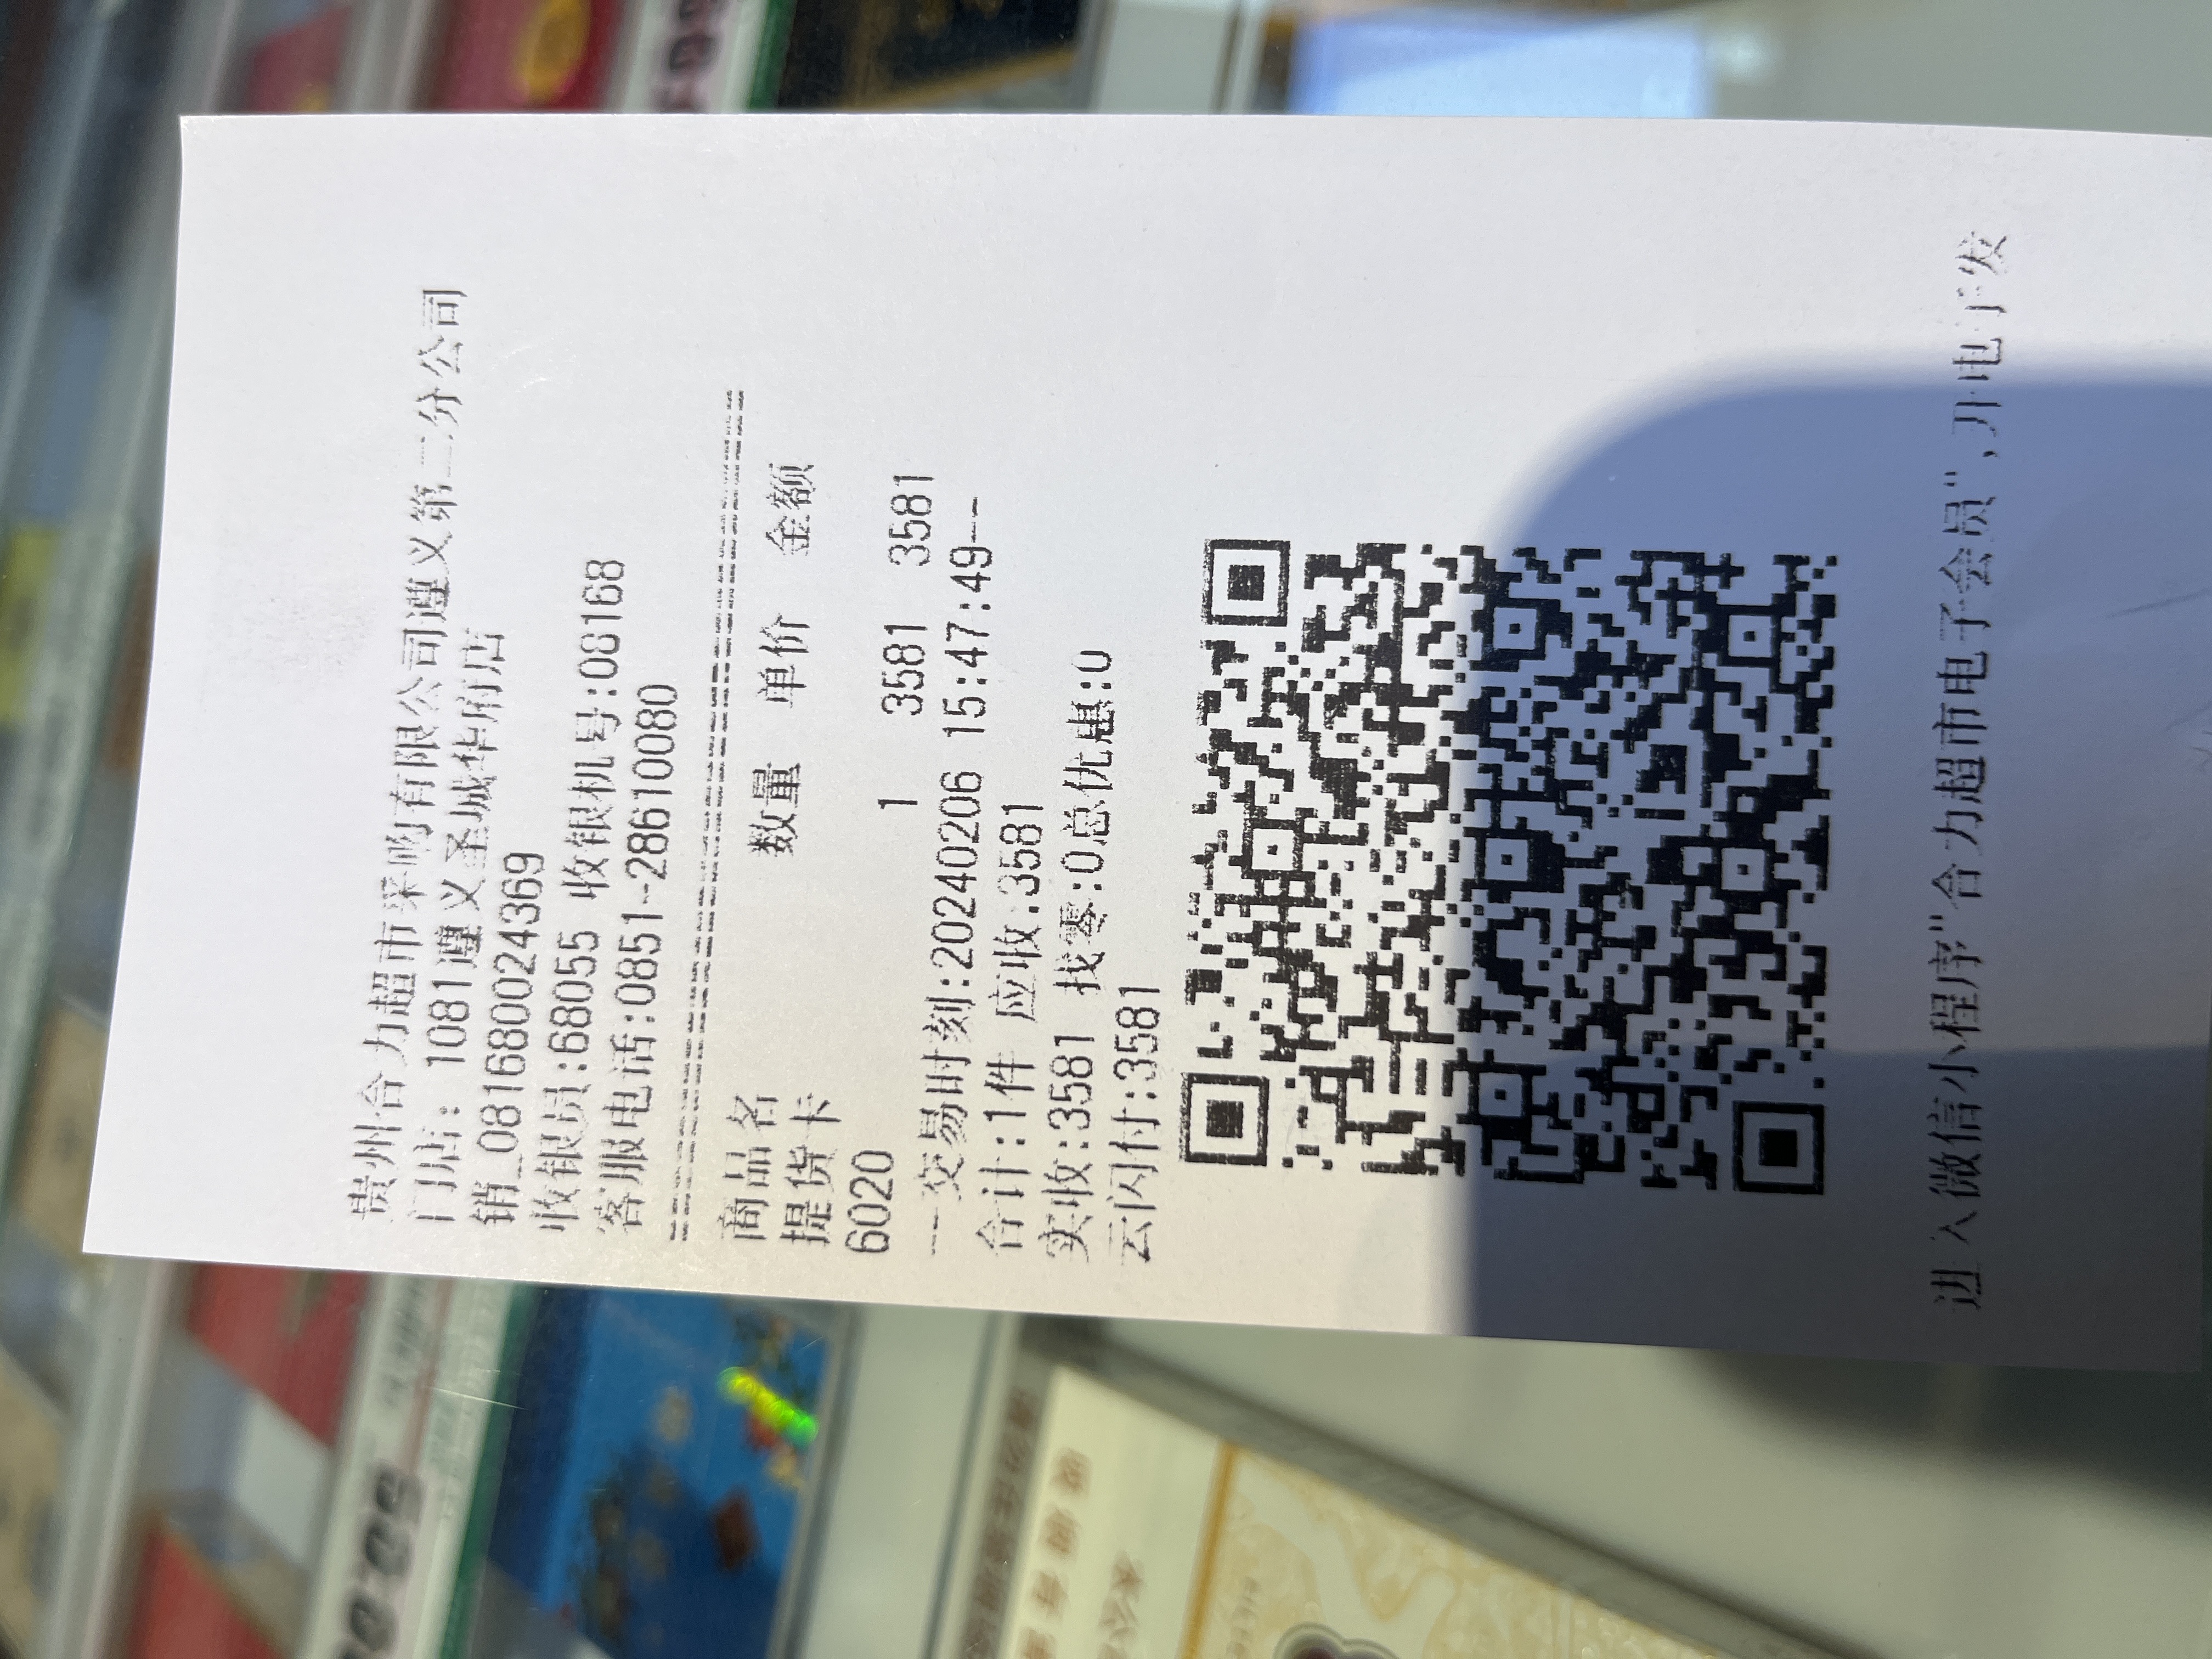 贵州合力超市采购有限公司遵义第二分公司
门店: 1081遵义圣城华府店
销_0816800024369
收银员:68055 收银机号:08168
客服电话:0851-28610080
商品名 数量 单价 金额
提货卡
6020 1 3581 3581
--交易时刻:20240206 15:47:49--
合计:1件 应收:3581
实收:3581 找零:0总优惠:0
云闪付:3581
进入微信小程序"合力超市电子会员",开电子发